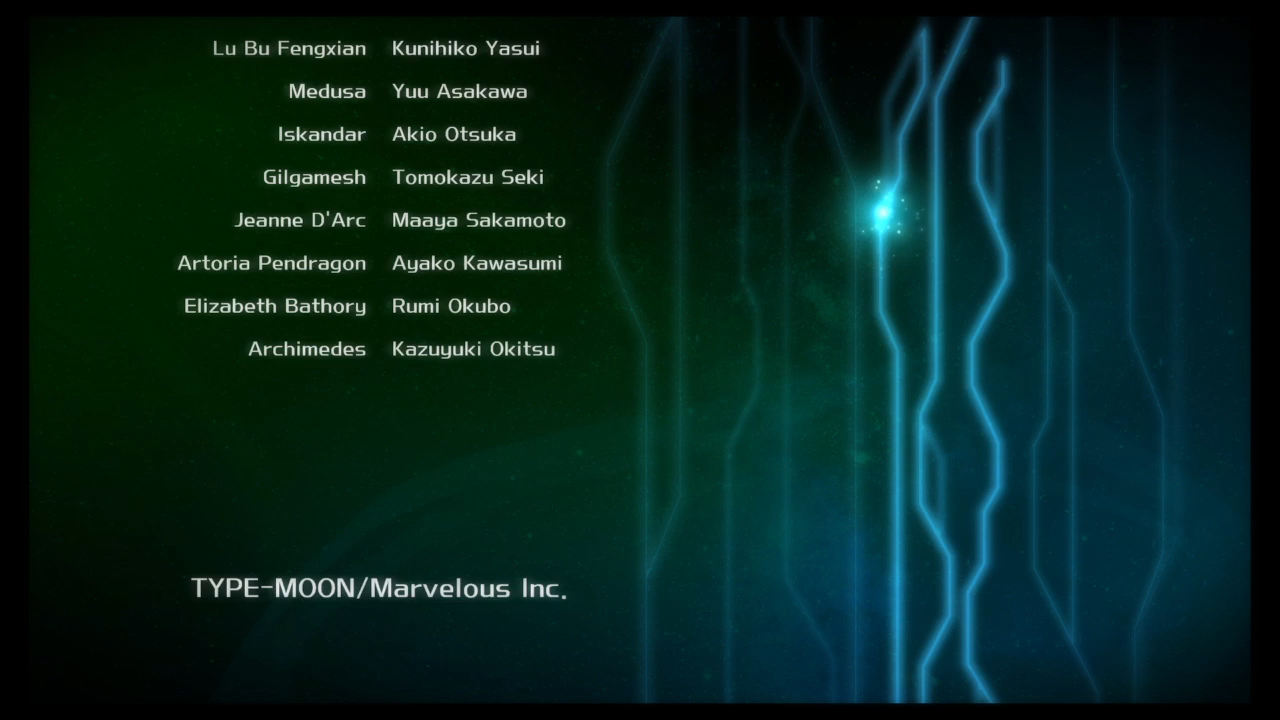 Lu Bu Fengxian Kunihiko Yasui
Medusa Yuu Asakawa
Iskandar Akio Otsuka
Gilgamesh Tomokazu Seki
Jeanne D'Arc Maaya Sakamoto
Artoria Pendragon Ayako Kawasumi
Elizabeth Bathory Rumi Okubo
Archimedes Kazuyuki Okitsu
TYPE-MOON/Marvelous Inc.